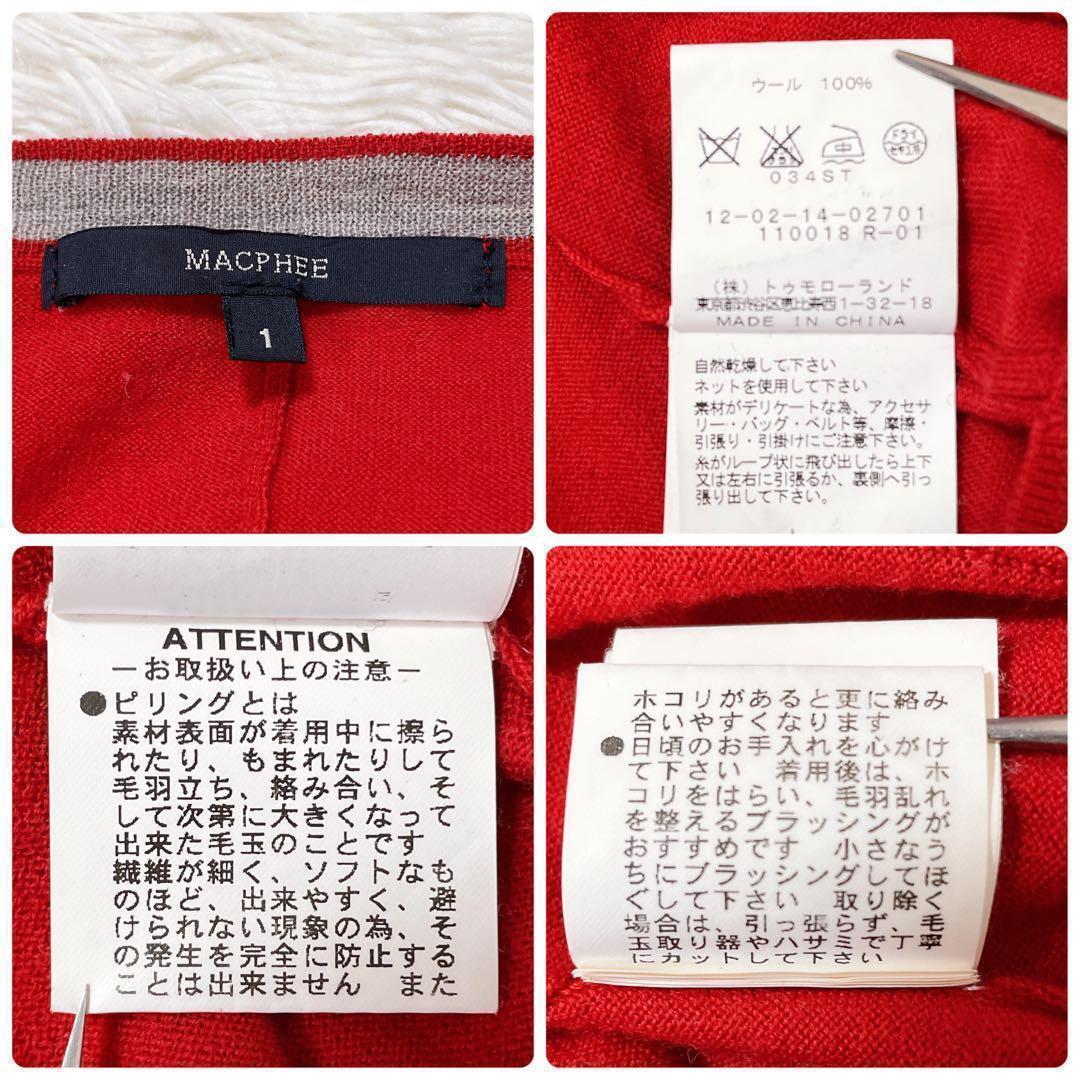 MACPHEE
1
ウール 100%
ドライ
セキユ系
034ST
12-02-14-02701
110018 R-01
(株)トゥモローランド
東京都渋谷区恵比寿西1-32-18
MADE IN CHINA
自然乾燥して下さい
ネットを使用して下さい
素材がデリケートな為、アクセサ
リー・バッグ・ベルト等、摩擦・
引張り・引掛けにご注意下さい。
糸がループ状に飛び出したら上下
又は左右に引張るか、裏側へ引っ
張り出して下さい。
ATTENTION
ーお取扱い上の注意ー
●ピリングとは
素材表面が着用中に擦ら
れたり、もまれたりして
毛羽立ち、絡み合い、そ
して次第に大きくなって
出来た毛玉のことです
繊維が細く、ソフトなも
のほど、出来やすく、避
けられない現象の為、そ
の発生を完全に防止する
ことは出来ません また
ホコリがあると更に絡み
合いやすくなります
●日頃のお手入れを心がけ
て下さい 着用後は、ホ
コリをはらい、毛羽乱れ
を整えるブラッシングが
おすすめです 小さなう
ちにブラッシングしてほ
ぐして下さい 取り除く
場合は、引っ張らず、毛
玉取り器やハサミで丁寧
にカットして下さい